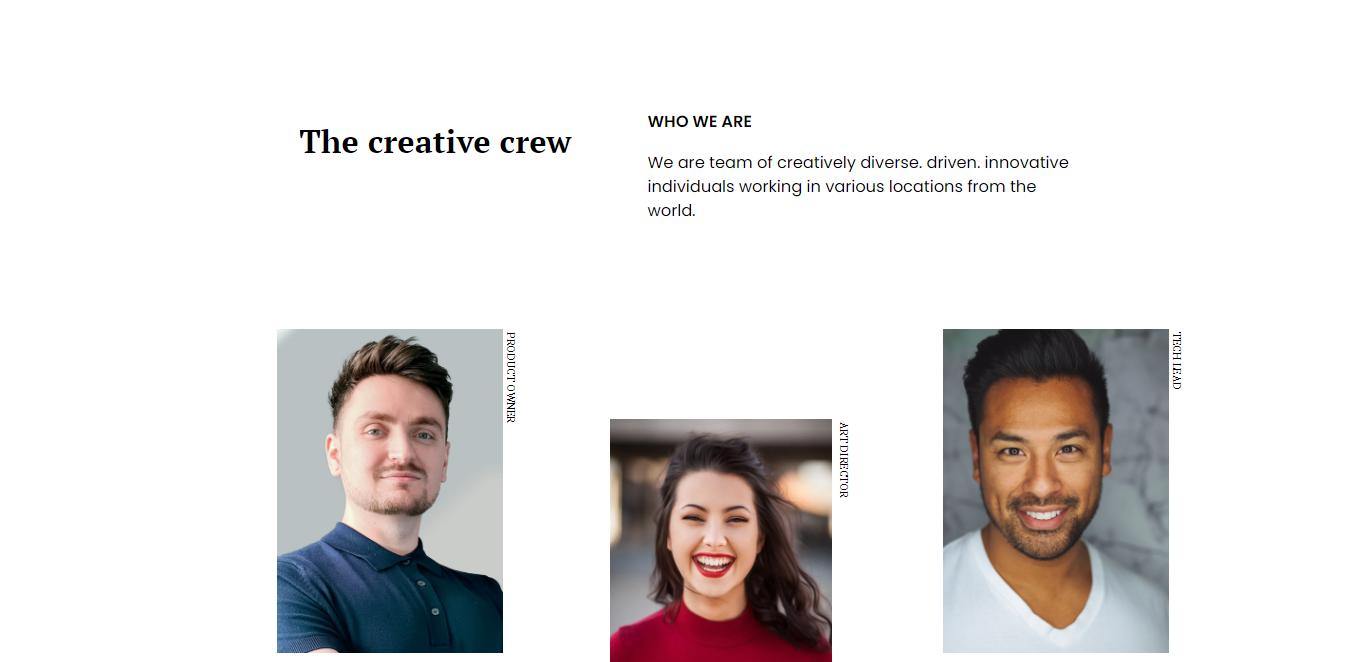 The creative crew
WHO WE ARE
We are team of creatively diverse. driven. innovative
individuals working in various locations from the
world.
PRODUCT OWNER
ART DIRECTOR
TECH LEAD